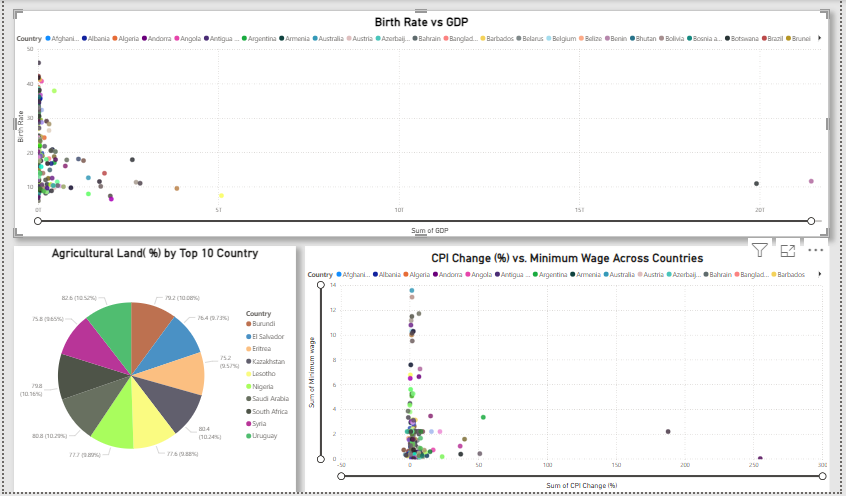 Birth Rate vs GDP
Country Afghani... Albania Algeria Andorra Angola Antigua ... Argentina Armenia Australia Austria Azerbaij... Bahrain Banglad... Barbados Belarus Belgium Belize Benin Bhutan Bolivia Bosnia a... Botswana Brazil Brunei
50
40
30
20
10
Birth Rate
51
101
151
201
Sum of GDP
Agricultural Land( %) by Top 10 Country
82.6 (10.52%)
79.2 (10.08%)
75.8 (9.65%)
76.4 (9.73%)
75.2
(9.57%)
79.8
(10.16%)
80.8 (10.29%)
80.4
(10.24%)
77.7 (9.89%)
77.6 (9.88%)
Country
Burundi
El Salvador
Eritrea
Kazakhstan
Lesotho
Nigeria
Saudi Arabia
South Africa
Syria
Uruguay
CPI Change (%) vs. Minimum Wage Across Countries
Country Afghani... Albania Algeria Andorra Angola Antigua ... Argentina Armenia Australia Austria Azerbaij... Bahrain Banglad... Barbados
14
12
10
8
6
4
2
0
Sum of Minimum wage
-50
0
50
100
150
200
250
300
Sum of CPI Change (%)